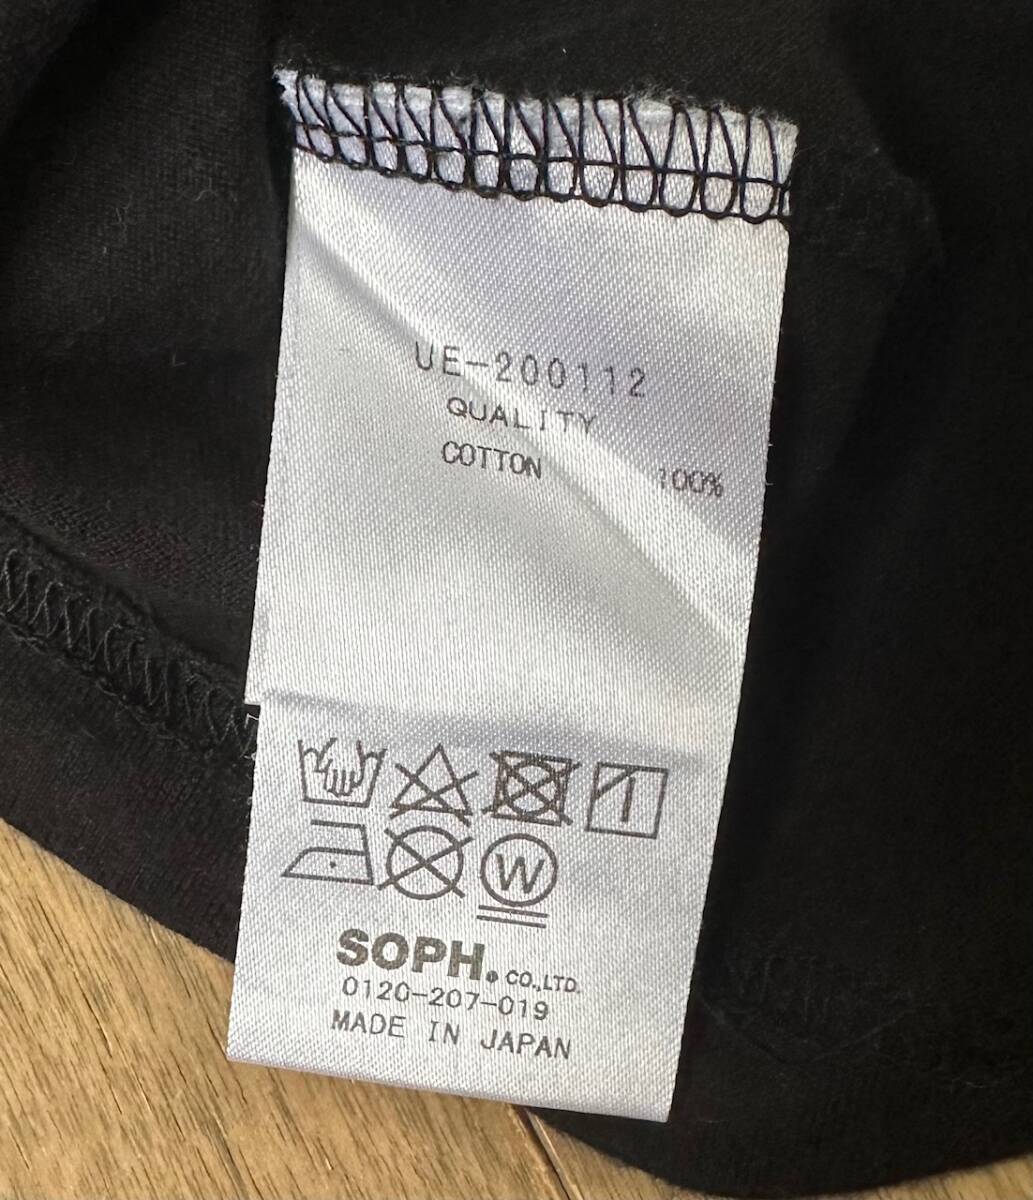 UE-200112
QUALITY
COTTON 100%
W
SOPH. CO.,LTD.
0120-207-019
MADE IN JAPAN